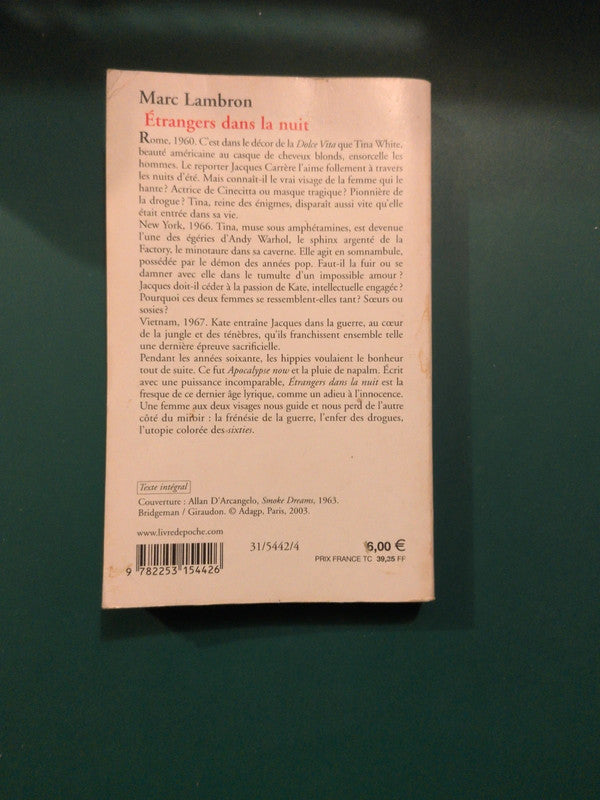 Marc Lambron
Étrangers dans la nuit
Rome, 1960. C'est dans le décor de la Dolce Vita que Tina White,
beauté américaine au casque de cheveux blonds, ensorcelle les
hommes. Le reporter Jacques Carrère l'aime follement à travers
les nuits d'été. Mais connaît-il le vrai visage de la femme qui le
hante ? Actrice de Cinecitta ou masque tragique ? Pionnière de
la drogue ? Tina, reine des énigmes, disparaît aussi vite qu'elle
était entrée dans sa vie.
New York, 1966. Tina, muse sous amphétamines, est devenue
l'une des égéries d'Andy Warhol, le sphinx argenté de la
Factory, le minotaure dans sa caverne. Elle agit en somnambule,
possédée par le démon des années pop. Faut-il la fuir ou se
damner avec elle dans le tumulte d'un impossible amour ?
Jacques doit-il céder à la passion de Kate, intellectuelle engagée ?
Pourquoi ces deux femmes se ressemblent-elles tant ? Sœurs ou
sosies ?
Vietnam, 1967. Kate entraîne Jacques dans la guerre, au cœur
de la jungle et des ténèbres, qu'ils franchissent ensemble telle
une dernière épreuve sacrificielle.
Pendant les années soixante, les hippies voulaient le bonheur
tout de suite. Ce fut Apocalypse now et la pluie de napalm. Écrit
avec une puissance incomparable, Étrangers dans la nuit est la
fresque de ce dernier âge lyrique, comme un adieu à l'innocence.
Une femme aux deux visages nous guide et nous perd de l'autre
côté du miroir : la frénésie de la guerre, l'enfer des drogues,
l'utopie colorée des sixties.
Texte intégral
Couverture : Allan D'Arcangelo, Smoke Dreams, 1963.
Bridgeman / Giraudon. © Adagp, Paris, 2003.
www.livredepoche.com
31/5442/4
6,00 €
PRIX FRANCE TC 39,25 FF
9 782253 154426